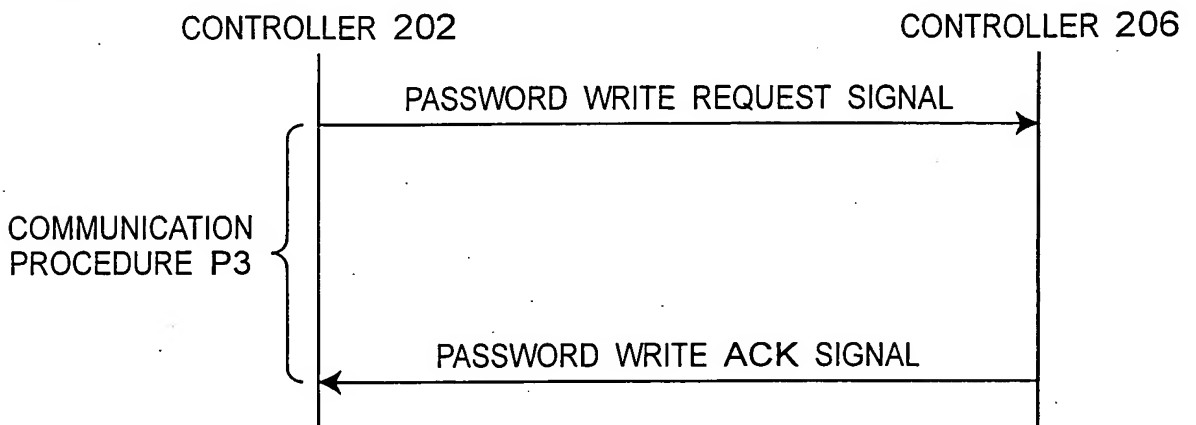 CONTROLLER 202
CONTROLLER 206
PASSWORD WRITE REQUEST SIGNAL
COMMUNICATION
PROCEDURE P3
PASSWORD WRITE ACK SIGNAL